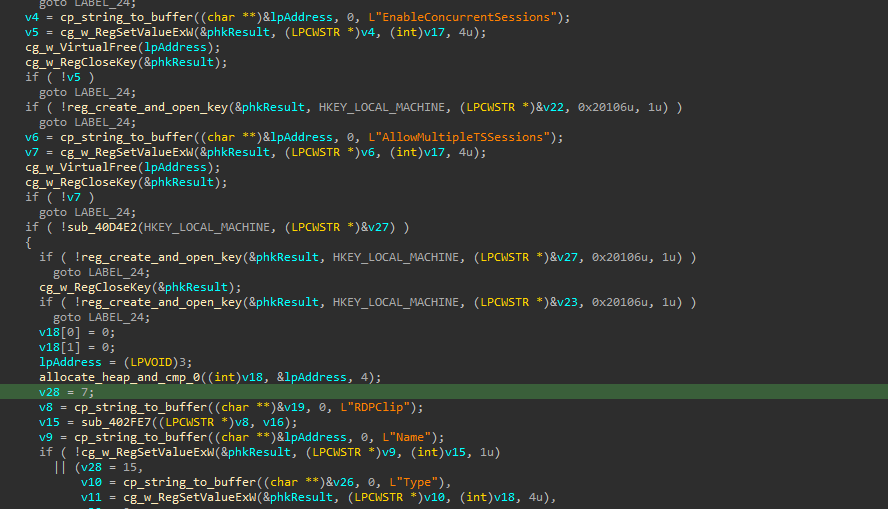 goto LABEL_24;
v4 = cp_string_to_buffer((char **)&lpAddress, 0, L"EnableConcurrentSessions");
v5 = cg_w_RegSetValueExW(&phkResult, (LPCWSTR *)v4, (int)v17, 4u);
cg_w_VirtualFree(lpAddress);
cg_w_RegCloseKey(&phkResult);
if ( !v5 )
goto LABEL_24;
if ( !reg_create_and_open_key(&phkResult, HKEY_LOCAL_MACHINE, (LPCWSTR *)&v22, 0x20106u, 1u) )
goto LABEL_24;
v6 = cp_string_to_buffer((char **)&lpAddress, 0, L"AllowMultipleTSSessions");
v7 = cg_w_RegSetValueExW(&phkResult, (LPCWSTR *)v6, (int)v17, 4u);
cg_w_VirtualFree(lpAddress);
cg_w_RegCloseKey(&phkResult);
if ( !v7 )
goto LABEL_24;
if ( !sub_40D4E2(HKEY_LOCAL_MACHINE, (LPCWSTR *)&v27) )
{
if ( !reg_create_and_open_key(&phkResult, HKEY_LOCAL_MACHINE, (LPCWSTR *)&v27, 0x20106u, 1u) )
goto LABEL_24;
cg_w_RegCloseKey(&phkResult);
if ( !reg_create_and_open_key(&phkResult, HKEY_LOCAL_MACHINE, (LPCWSTR *)&v23, 0x20106u, 1u) )
goto LABEL_24;
v18[0] = 0;
v18[1] = 0;
lpAddress = (LPVOID)3;
allocate_heap_and_cmp_0((int)v18, &lpAddress, 4);
v28 = 7;
v8 = cp_string_to_buffer((char **)&v19, 0, L"RDPClip");
v15 = sub_402FE7((LPCWSTR *)v8, v16);
v9 = cp_string_to_buffer((char **)&lpAddress, 0, L"Name");
if ( !cg_w_RegSetValueExW(&phkResult, (LPCWSTR *)v9, (int)v15, 1u)
|| (v28 = 15,
v10 = cp_string_to_buffer((char **)&v26, 0, L"Type"),
v11 = cg_w_RegSetValueExW(&phkResult, (LPCWSTR *)v10, (int)v18, 4u),